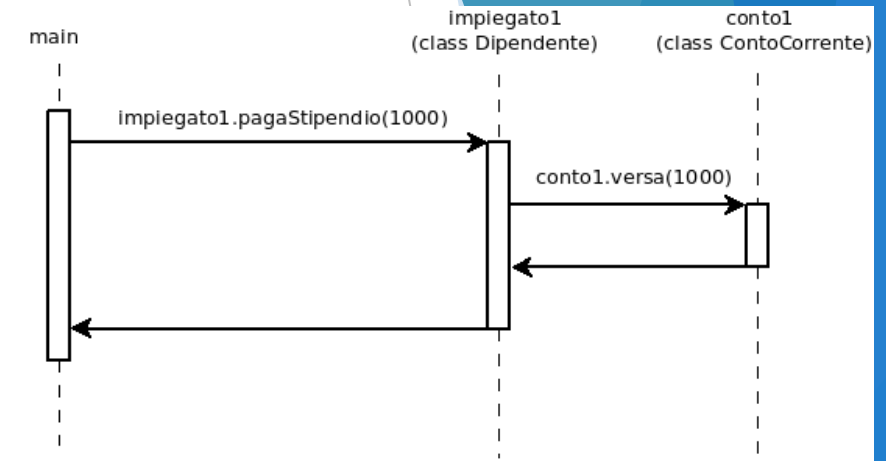 main
impiegato1
(class Dipendente)
conto1
(class ContoCorrente)
impiegato1.pagaStipendio(1000)
conto1.versa(1000)